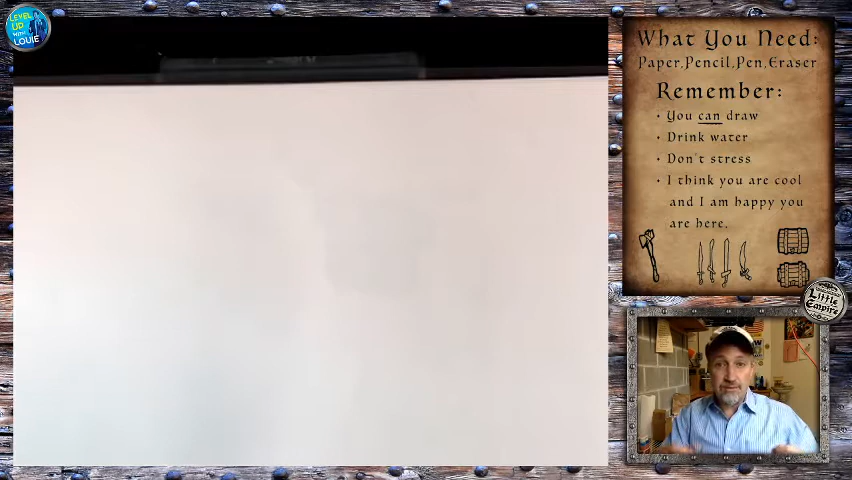 LEVEL
UP
WITH
LOUIE
What You Need:
Paper,Pencil,Pen,Eraser
Remember:
• You can draw
• Drink water
• Don't stress
• I think you are cool
and I am happy you
are here.
Little
Empire